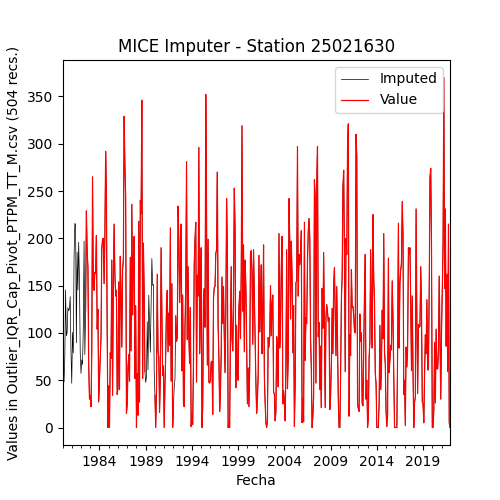 MICE Imputer - Station 25021630
Imputed
Value
Values in Outlier_IQR_Cap_Pivot_PTPM_TT_M.csv (504 recs.)
350
300
250
200
150
100
50
0
1984 1989 1994 1999 2004 2009 2014 2019
Fecha